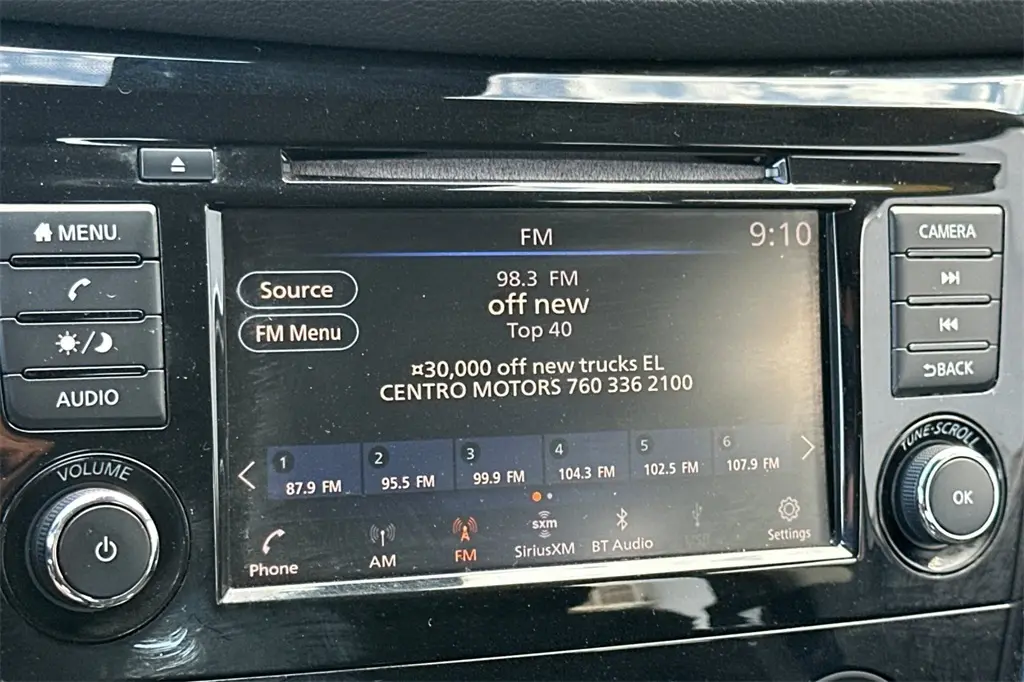 MENU
AUDIO
VOLUME
FM
9:10
Source
FM Menu
98.3 FM
off new
Top 40
¤30,000 off new trucks EL
CENTRO MOTORS 760 336 2100
1
87.9 FM
2
95.5 FM
3
99.9 FM
4
104.3 FM
5
102.5 FM
6
107.9 FM
Phone
AM
FM
sxm
SiriusXM
BT Audio
USB
Settings
CAMERA
BACK
TUNE·SCROLL
OK